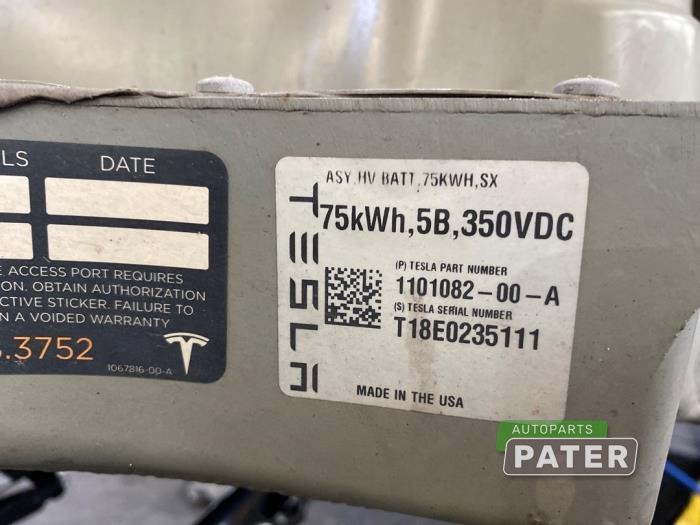 LS DATE
ACCESS PORT REQUIRES
ON. OBTAIN AUTHORIZATION
CTIVE STICKER. FAILURE TO
N A VOIDED WARRANTY
.3752
1067816-00-A
TESLA
ASY,HV BATT,75KWH,SX
75kWh,5B,350VDC
(P) TESLA PART NUMBER
1101082-00-A
(S) TESLA SERIAL NUMBER
T18E0235111
MADE IN THE USA
AUTOPARTS
PATER